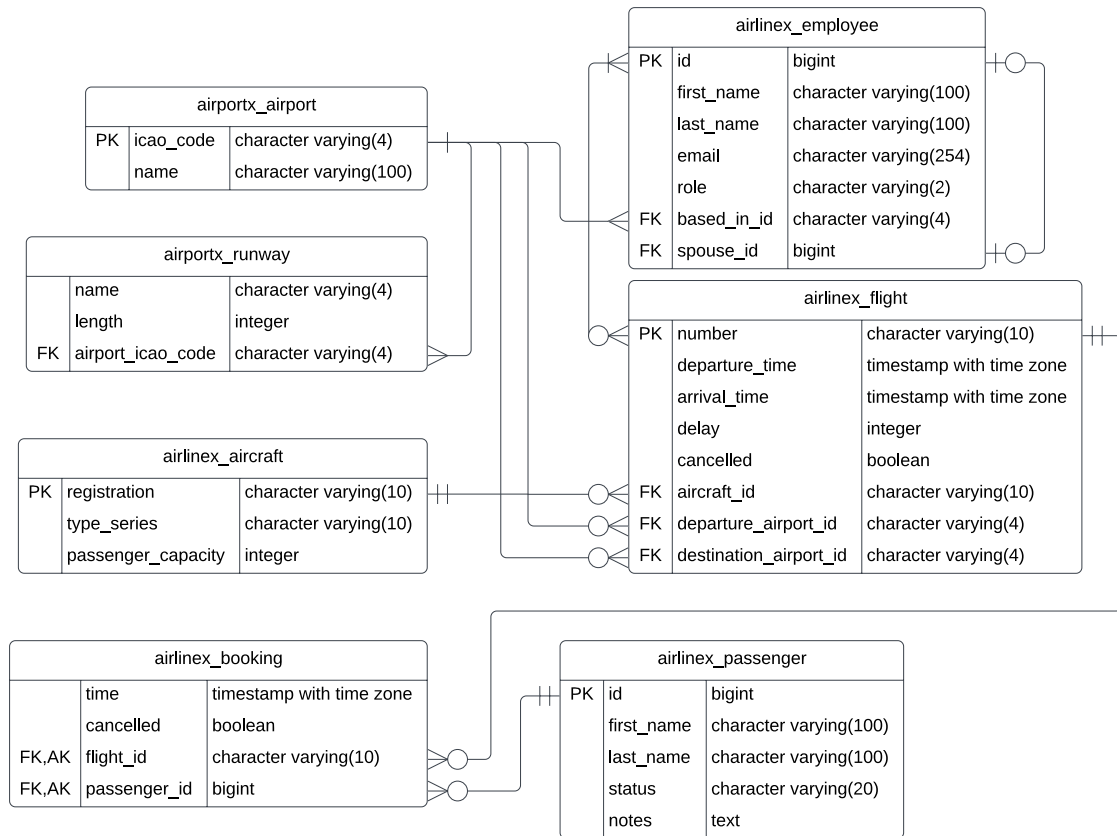 airlinex_employee
PK id bigint
first_name character varying(100)
last_name character varying(100)
email character varying(254)
role character varying(2)
FK based_in_id character varying(4)
FK spouse_id bigint
airportx_airport
PK icao_code character varying(4)
name character varying(100)
airportx_runway
name character varying(4)
length integer
FK airport_icao_code character varying(4)
airlinex_flight
PK number character varying(10)
departure_time timestamp with time zone
arrival_time timestamp with time zone
delay integer
cancelled boolean
FK aircraft_id character varying(10)
FK departure_airport_id character varying(4)
FK destination_airport_id character varying(4)
airlinex_aircraft
PK registration character varying(10)
type_series character varying(10)
passenger_capacity integer
airlinex_booking
time timestamp with time zone
cancelled boolean
FK,AK flight_id character varying(10)
FK,AK passenger_id bigint
airlinex_passenger
PK id bigint
first_name character varying(100)
last_name character varying(100)
status character varying(20)
notes text